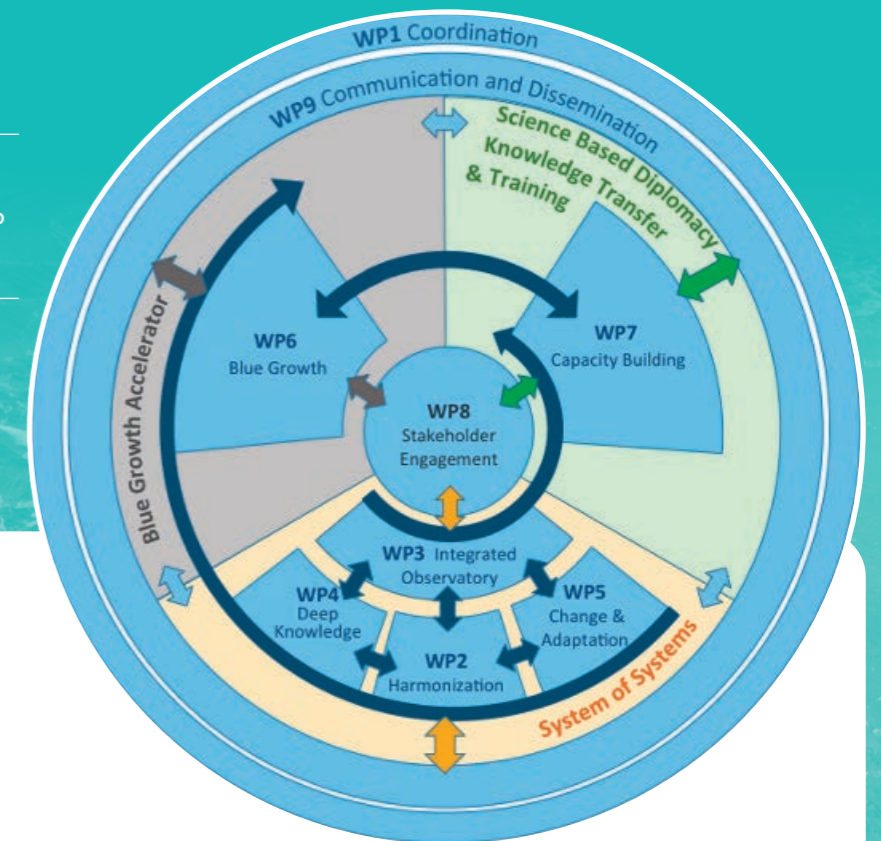 WP1 Coordination
WP9 Communication and Dissemination
Science Based Diplomacy
Knowledge Transfer
& Training
WP6
Blue Growth
WP7
Capacity Building
Blue Growth Accelerator
WP8
Stakeholder
Engagement
WP3 Integrated
Observatory
WP4
Deep
Knowledge
WP5
Change &
Adaptation
WP2
Harmonization
System of Systems